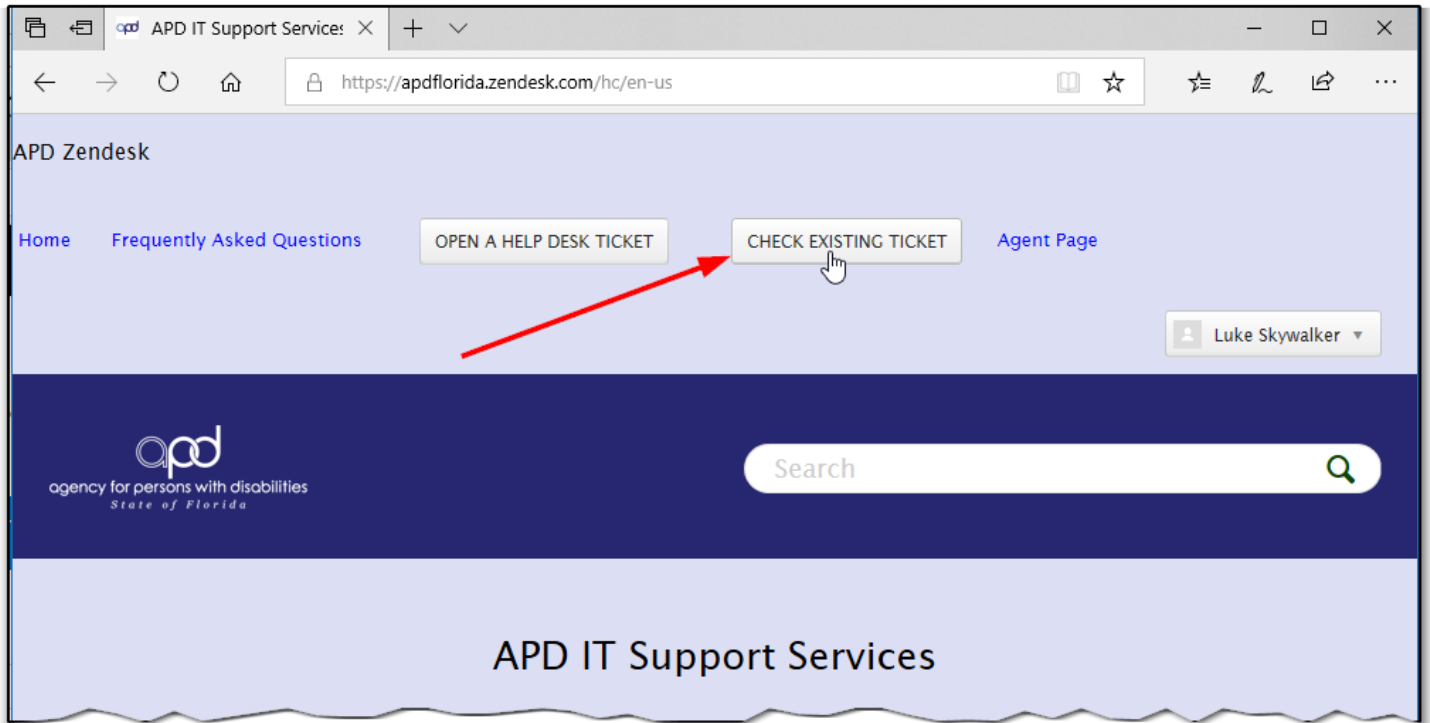 apd APD IT Support Services
https://apdflorida.zendesk.com/hc/en-us
APD Zendesk
Home Frequently Asked Questions OPEN A HELP DESK TICKET CHECK EXISTING TICKET Agent Page
Luke Skywalker
apd
agency for persons with disabilities
State of Florida
Search
APD IT Support Services